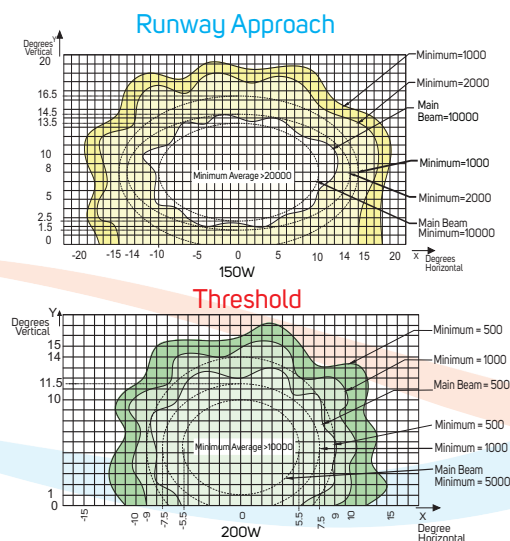 Runway Approach
Y
Degrees
Vertical
20
16.5
14.5
13.5
10
8
5
2.5
1.5
0
Minimum=1000
Minimum=2000
Main
Beam=10000
Minimum=1000
Minimum=2000
Main Beam
Minimum=10000
Minimum Average >20000
-20 -15 -14 -10 -5 0 5 10 14 15 20 X Degrees
Horizontal
150W
Threshold
Y
Degrees
Vertical
15
14
11.5
10
1
0
Minimum = 500
Minimum = 1000
Main Beam = 500
Minimum = 500
Minimum = 1000
Main Beam
Minimum = 5000
Minimum Average >10000
-15 -10 -9 -7.5 -5.5 0 5.5 7.5 9 10 15 X
Degree
Horizontal
200W